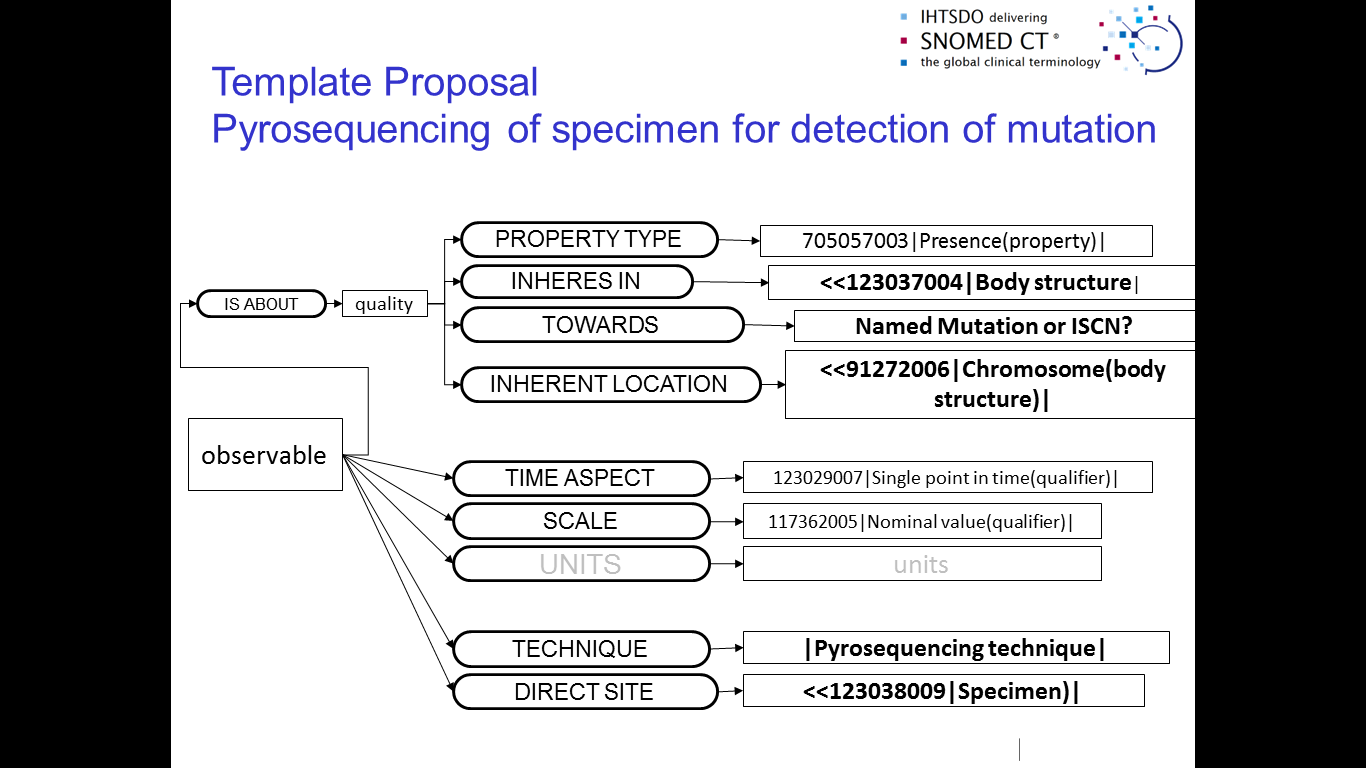 IHTSDO delivering
SNOMED CT ®
the global clinical terminology
Template Proposal
Pyrosequencing of specimen for detection of mutation
PROPERTY TYPE
705057003|Presence(property)|
INHERES IN
<<123037004|Body structure|
IS ABOUT
quality
TOWARDS
Named Mutation or ISCN?
INHERENT LOCATION
<<91272006|Chromosome(body
structure)|
observable
TIME ASPECT
123029007|Single point in time(qualifier)|
SCALE
117362005|Nominal value(qualifier)|
UNITS
units
TECHNIQUE
|Pyrosequencing technique|
DIRECT SITE
<<123038009|Specimen)|